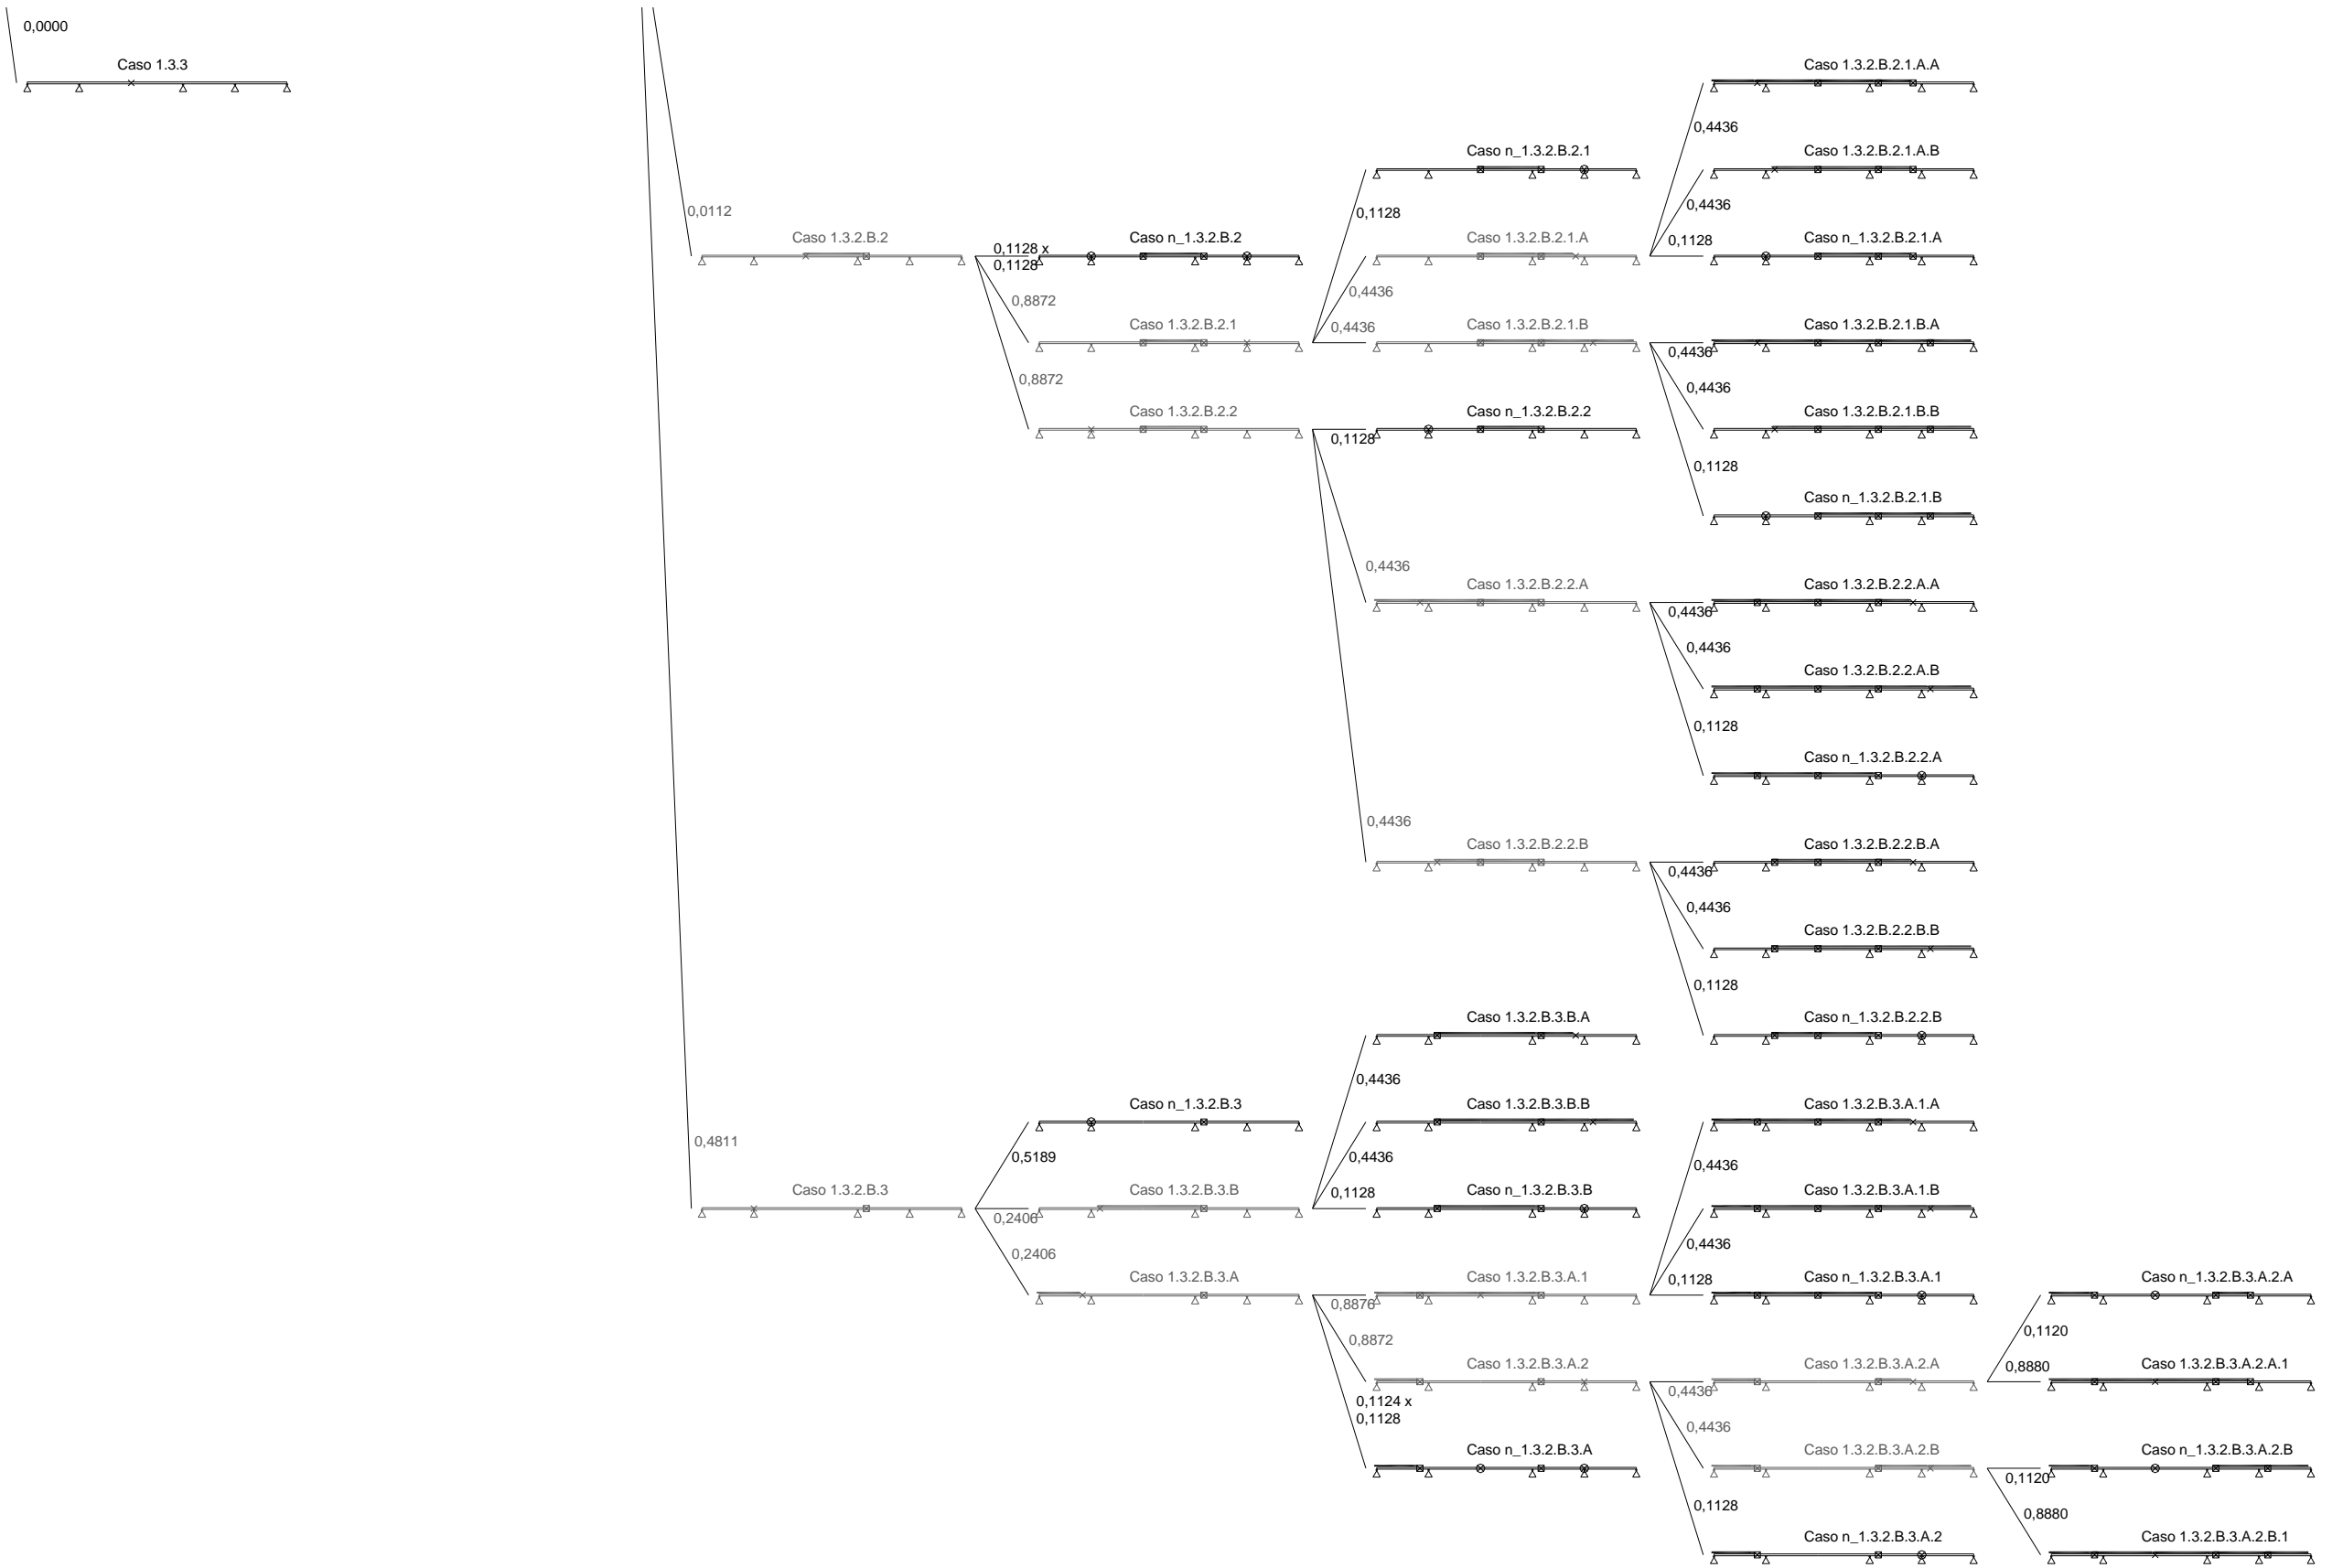 0,0000
Caso 1.3.3
Caso 1.3.2.B.2.1.A.A
0,4436
Caso n_1.3.2.B.2.1
Caso 1.3.2.B.2.1.A.B
0,4436
0,0112
0,1128
Caso 1.3.2.B.2
0,1128 x
0,1128
Caso n_1.3.2.B.2
Caso 1.3.2.B.2.1.A
0,1128
Caso n_1.3.2.B.2.1.A
0,8872
0,4436
Caso 1.3.2.B.2.1
0,4436
Caso 1.3.2.B.2.1.B
0,4436
Caso 1.3.2.B.2.1.B.A
0,8872
0,4436
Caso 1.3.2.B.2.2
0,1128
Caso n_1.3.2.B.2.2
Caso 1.3.2.B.2.1.B.B
0,1128
Caso n_1.3.2.B.2.1.B
0,4436
Caso 1.3.2.B.2.2.A
0,4436
Caso 1.3.2.B.2.2.A.A
0,4436
Caso 1.3.2.B.2.2.A.B
0,1128
Caso n_1.3.2.B.2.2.A
0,4436
Caso 1.3.2.B.2.2.B
0,4436
Caso 1.3.2.B.2.2.B.A
0,4436
Caso 1.3.2.B.2.2.B.B
0,1128
Caso 1.3.2.B.3.B.A
Caso n_1.3.2.B.2.2.B
0,4436
Caso n_1.3.2.B.3
Caso 1.3.2.B.3.B.B
Caso 1.3.2.B.3.A.1.A
0,4811
0,5189
0,4436
0,4436
Caso 1.3.2.B.3
0,2406
Caso 1.3.2.B.3.B
0,1128
Caso n_1.3.2.B.3.B
Caso 1.3.2.B.3.A.1.B
0,2406
0,4436
Caso 1.3.2.B.3.A
0,8876
Caso 1.3.2.B.3.A.1
0,1128
Caso n_1.3.2.B.3.A.1
Caso n_1.3.2.B.3.A.2.A
0,8872
0,1120
Caso 1.3.2.B.3.A.2
0,4436
Caso 1.3.2.B.3.A.2.A
0,8880
Caso 1.3.2.B.3.A.2.A.1
0,1124 x
0,1128
0,4436
Caso n_1.3.2.B.3.A
Caso 1.3.2.B.3.A.2.B
0,1120
Caso n_1.3.2.B.3.A.2.B
0,1128
0,8880
Caso n_1.3.2.B.3.A.2
Caso 1.3.2.B.3.A.2.B.1